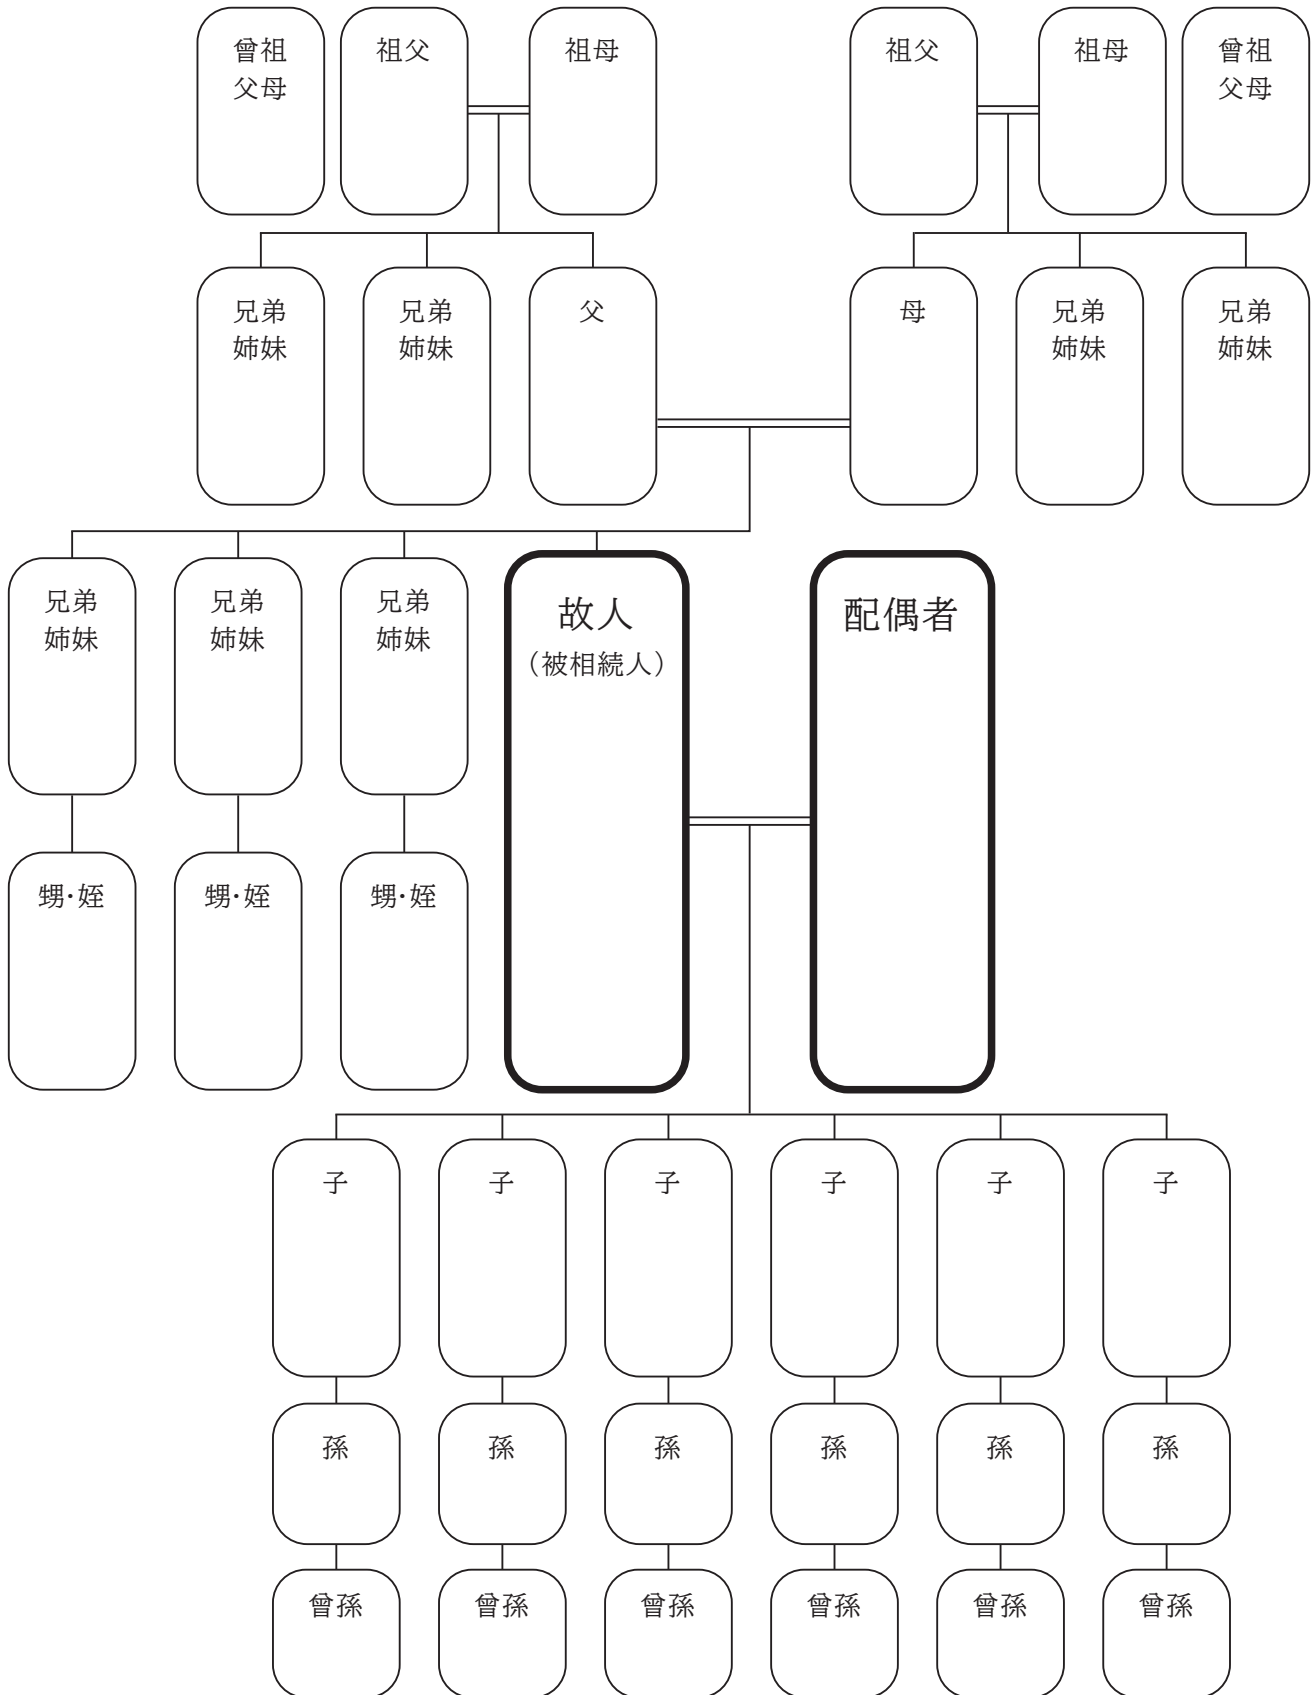 曾祖
父母
祖父
祖母
祖父
祖母
曾祖
父母
兄弟
姉妹
兄弟
姉妹
父
母
兄弟
姉妹
兄弟
姉妹
兄弟
姉妹
兄弟
姉妹
兄弟
姉妹
故人
（被相続人）
配偶者
甥・姪
甥・姪
甥・姪
子
子
子
子
子
子
孫
孫
孫
孫
孫
孫
曾孫
曾孫
曾孫
曾孫
曾孫
曾孫